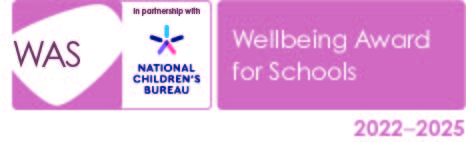 WAS
in partnership with
NATIONAL
CHILDREN'S
BUREAU
Wellbeing Award
for Schools
2022–2025